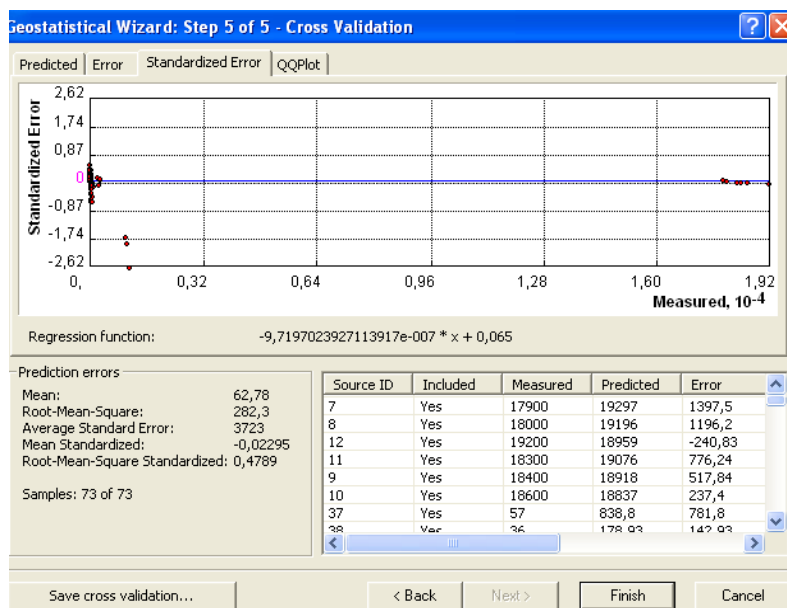 Geostatistical Wizard: Step 5 of 5 - Cross Validation
Predicted Error Standardized Error QQPlot
Standardized Error
2,62
1,74
0,87
0
-0,87
-1,74
-2,62
0, 0,32 0,64 0,96 1,28 1,60 1,92
Measured, 10-4
Regression function: -9,7197023927113917e-007 * x + 0,065
Prediction errors
Mean: 62,78
Root-Mean-Square: 282,3
Average Standard Error: 3723
Mean Standardized: -0,02295
Root-Mean-Square Standardized: 0,4789
Samples: 73 of 73
Source ID Included Measured Predicted Error
7 Yes 17900 19297 1397,5
8 Yes 18000 19196 1196,2
12 Yes 19200 18959 -240,83
11 Yes 18300 19076 776,24
9 Yes 18400 18918 517,84
10 Yes 18600 18837 237,4
37 Yes 57 838,8 781,8
38 Yes 36 178,93 142,93
Save cross validation... < Back Next > Finish Cancel